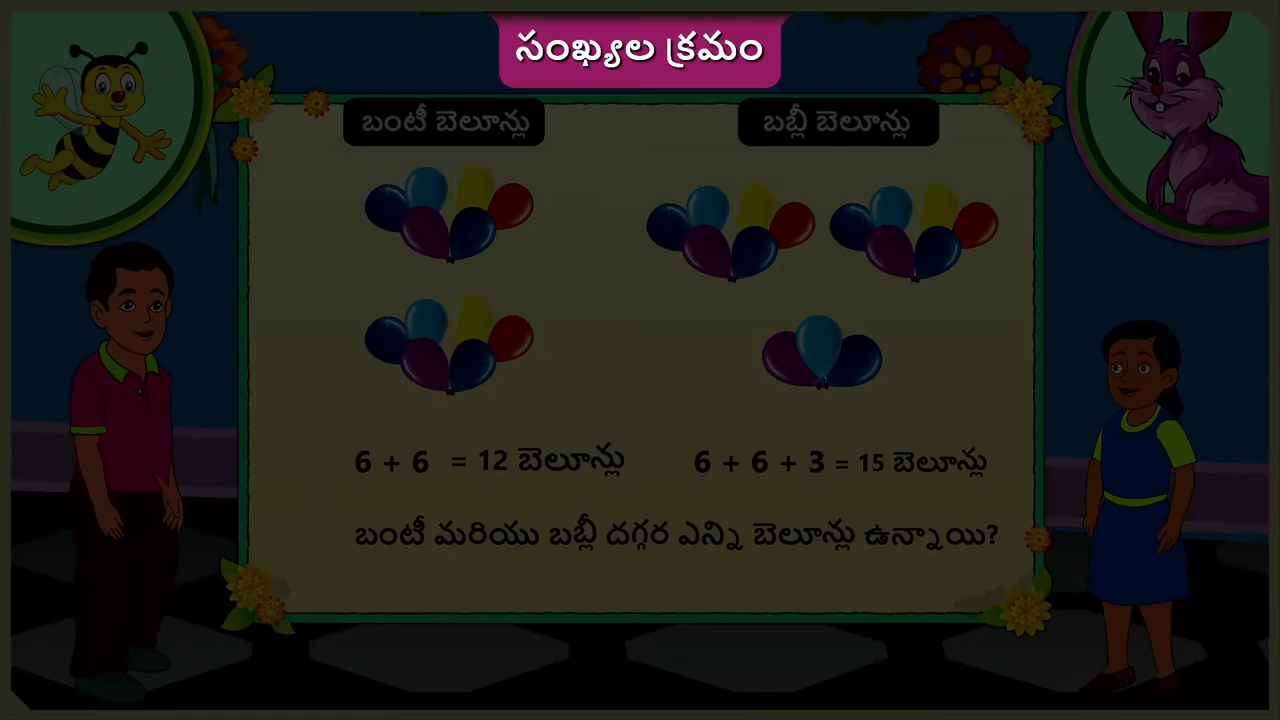 సంఖ్యల క్రమం
బంటీ బెలూన్లు
బబ్లీ బెలూన్లు
6 + 6 = 12 బెలూన్లు
6 + 6 + 3 = 15 బెలూన్లు
బంటీ మరియు బబ్లీ దగ్గర ఎన్ని బెలూన్లు ఉన్నాయి?